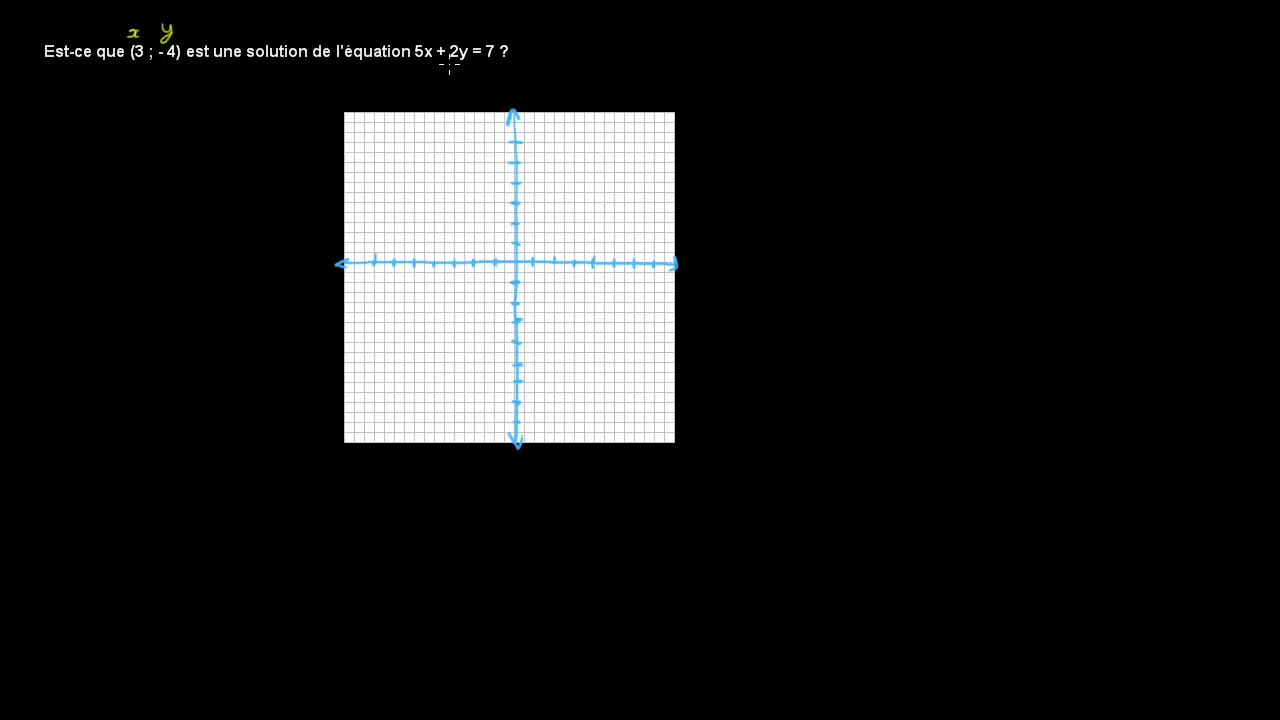 x y
Est-ce que (3 ; - 4) est une solution de l'équation 5x + 2y = 7 ?